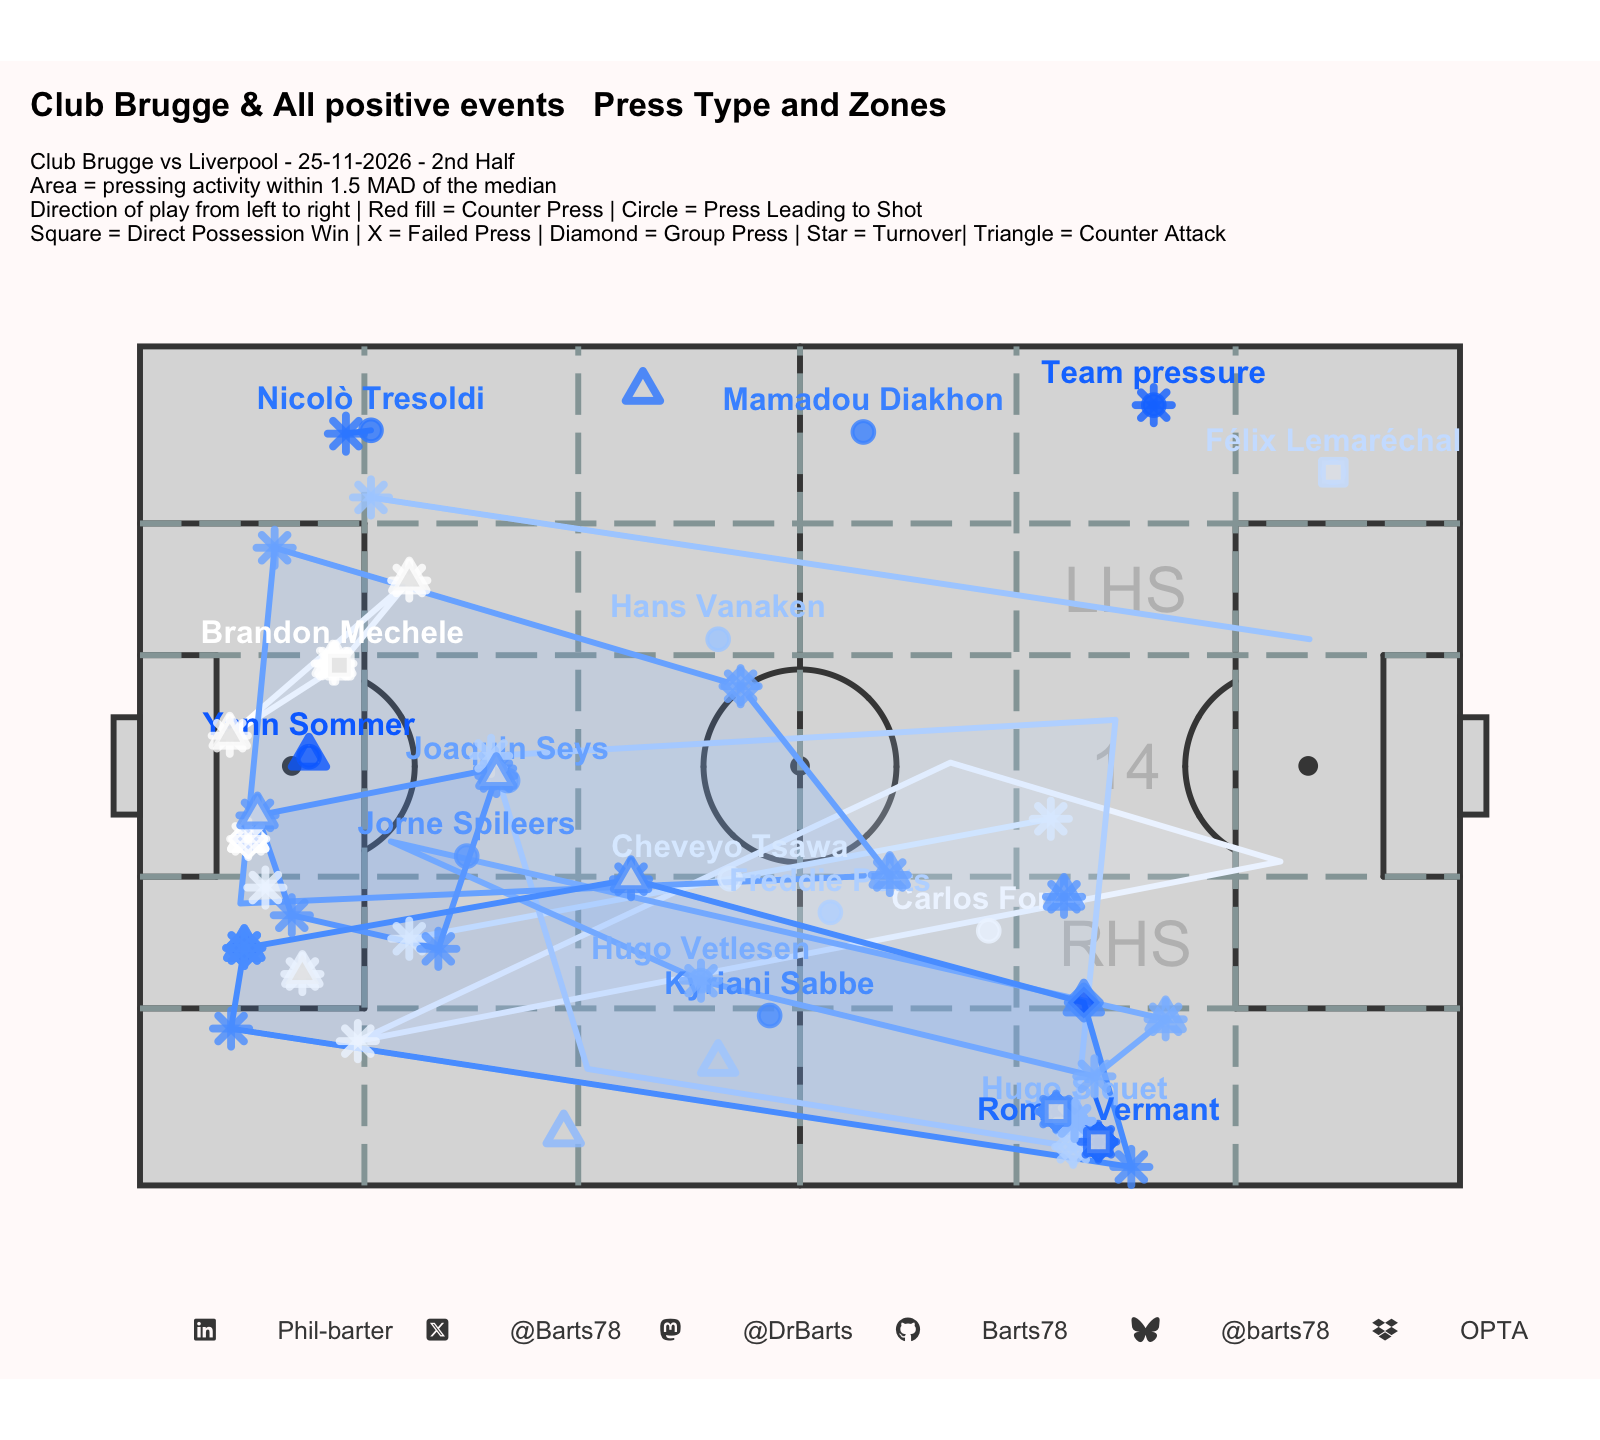 Club Brugge & All positive events   Press Type and Zones
Club Brugge vs Liverpool - 25-11-2026 - 2nd Half
Area = pressing activity within 1.5 MAD of the median
Direction of play from left to right | Red fill = Counter Press | Circle = Press Leading to Shot
Square = Direct Possession Win | X = Failed Press | Diamond = Group Press | Star = Turnover| Triangle = Counter Attack
Team pressure
Nicolò Tresoldi
Mamadou Diakhon
Félix Lemaréchal
LHS
Hans Vanaken
Brandon Mechele
Yann Sommer
Joaquin Seys
14
Jorne Spileers
Cheveyo Tsawa
Freddie
Carlos
RHS
Hugo Vetlesen
Kyriani Sabbe
Hugo Siquet
Vermant
Phil-barter
@Barts78
@DrBarts
Barts78
@barts78
OPTA